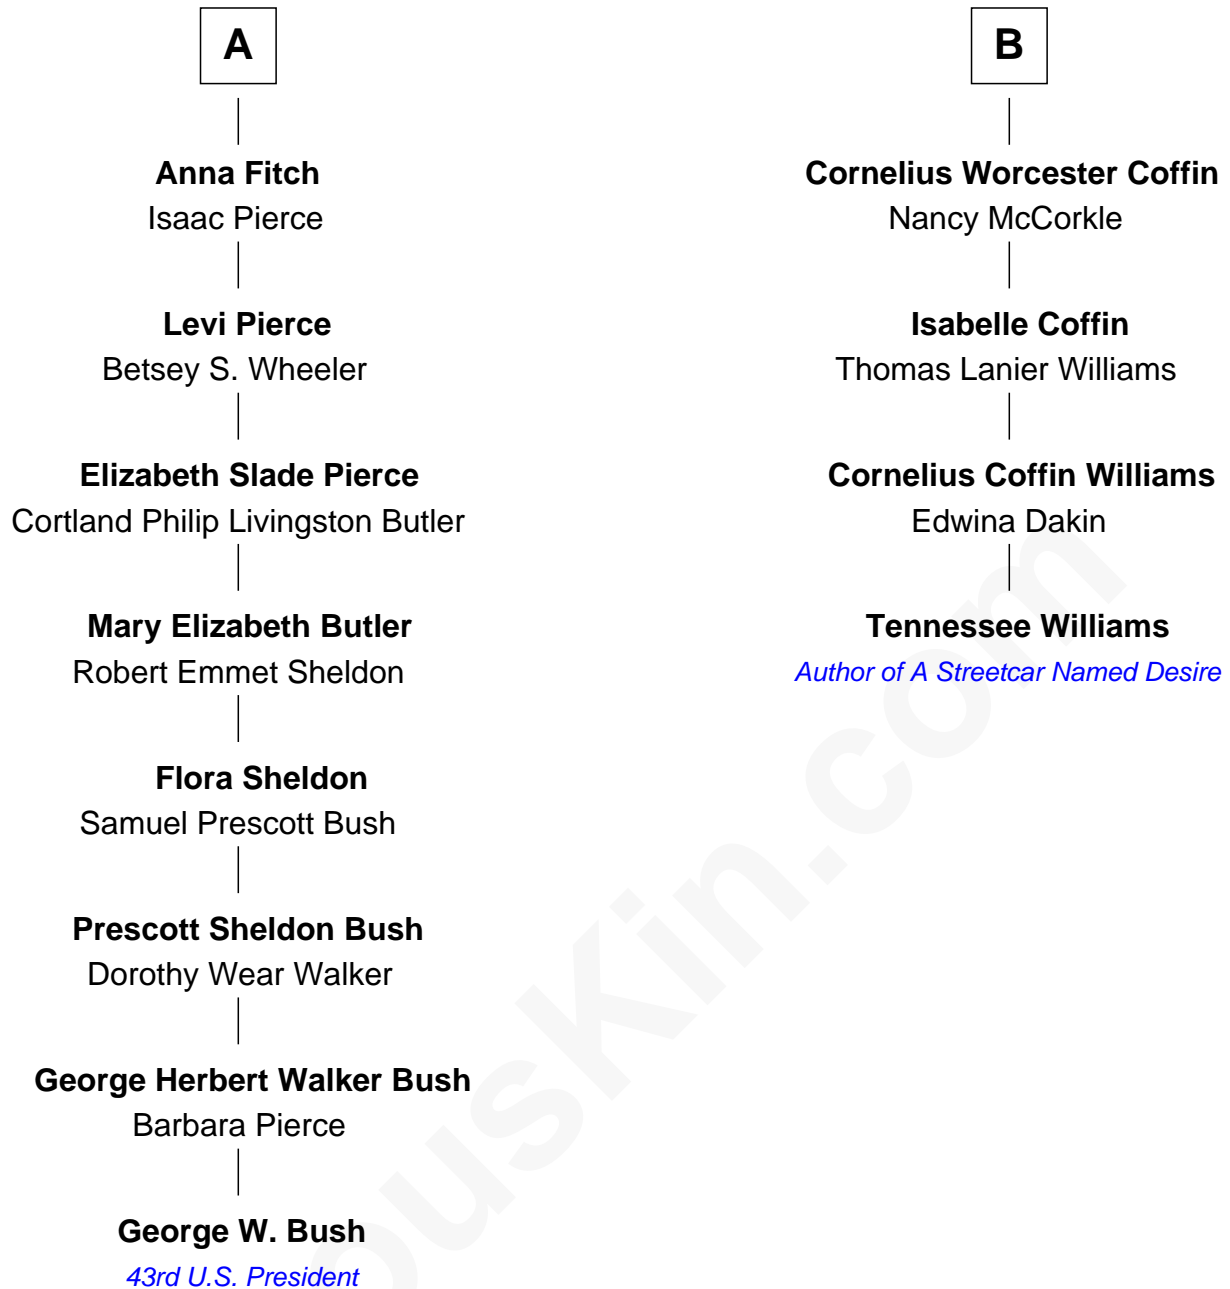 A
Anna Fitch
Isaac Pierce
Levi Pierce
Betsey S. Wheeler
Elizabeth Slade Pierce
Cortland Philip Livingston Butler
Mary Elizabeth Butler
Robert Emmet Sheldon
Flora Sheldon
Samuel Prescott Bush
Prescott Sheldon Bush
Dorothy Wear Walker
George Herbert Walker Bush
Barbara Pierce
George W. Bush
43rd U.S. President
B
Cornelius Worcester Coffin
Nancy McCorkle
Isabelle Coffin
Thomas Lanier Williams
Cornelius Coffin Williams
Edwina Dakin
Tennessee Williams
Author of A Streetcar Named Desire
ousKin.com